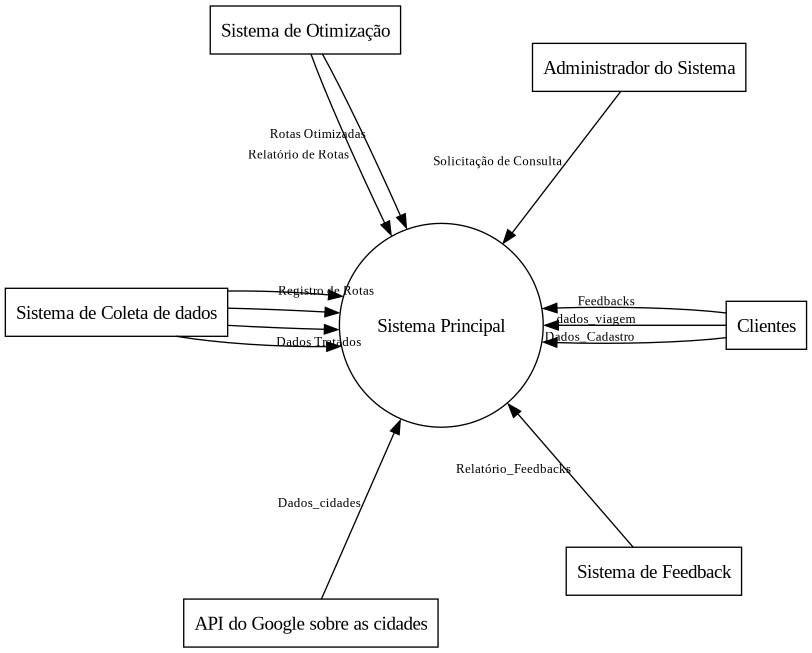 Sistema de Otimização
Administrador do Sistema
Rotas Otimizadas
Relatório de Rotas
Solicitação de Consulta
Registro de Rotas
Sistema de Coleta de dados
Dados Tratados
Sistema Principal
Feedbacks
dados_viagem
Dados_Cadastro
Clientes
Relatório_Feedbacks
Dados_cidades
Sistema de Feedback
API do Google sobre as cidades